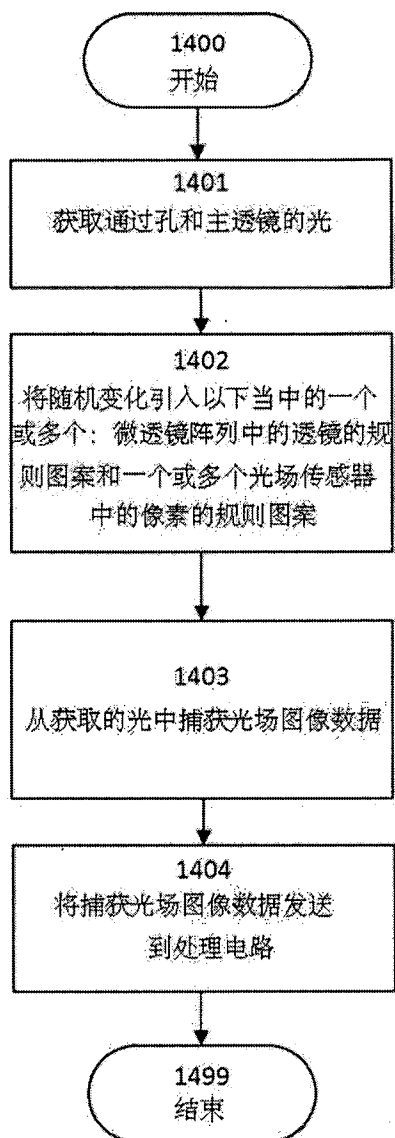 1400
开始
1401
获取通过孔和主透镜的光
1402
将随机变化引入以下当中的一个
或多个：微透镜阵列中的透镜的规
则图案和一个或多个光场传感器
中的像素的规则图案
1403
从获取的光中捕获光场图像数据
1404
将捕获光场图像数据发送
到处理电路
1499
结束